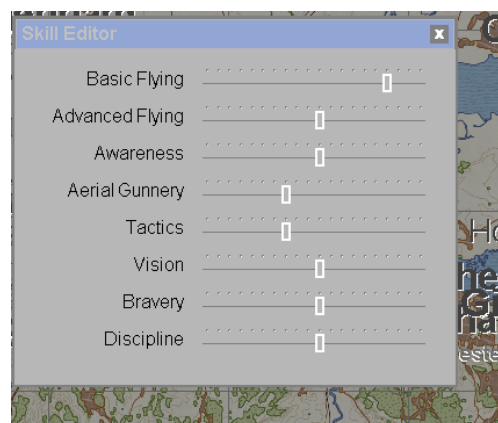 Skill Editor
x
Basic Flying
Advanced Flying
Awareness
Aerial Gunnery
Tactics
Vision
Bravery
Discipline